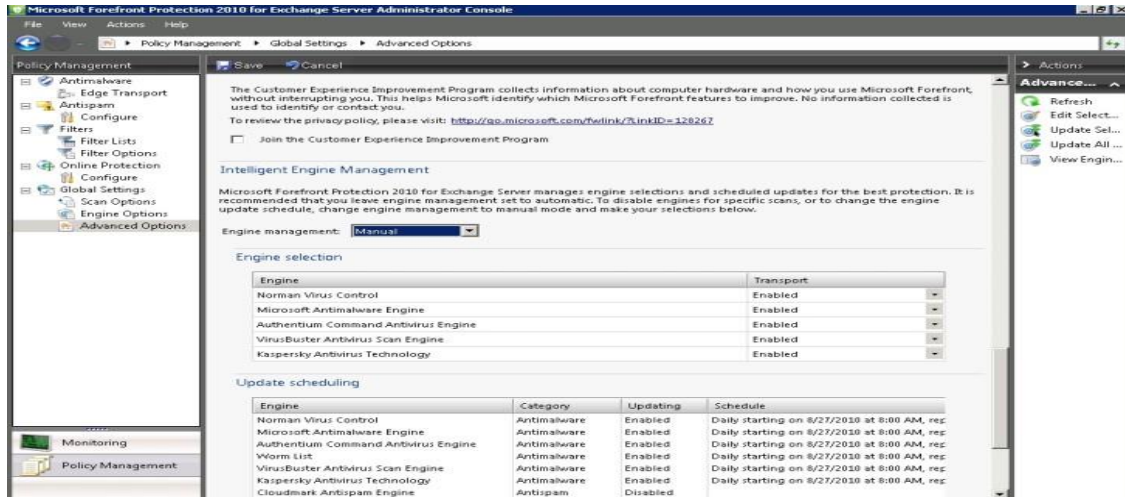 Microsoft Forefront Protection 2010 for Exchange Server Administrator Console
File View Actions Help
Policy Management Global Settings Advanced Options
Policy Management
Antimalware
Edge Transport
Antispam
Configure
Filters
Filter Lists
Filter Options
Online Protection
Configure
Global Settings
Scan Options
Engine Options
Advanced Options
Monitoring
Policy Management
Save Cancel
The Customer Experience Improvement Program collects information about computer hardware and how you use Microsoft Forefront,
without interrupting you. This helps Microsoft identify which Microsoft Forefront features to improve. No information collected is
used to identify or contact you.
To review the privacy policy, please visit: http://go.microsoft.com/fwlink/?LinkID=128267
Join the Customer Experience Improvement Program
Intelligent Engine Management
Microsoft Forefront Protection 2010 for Exchange Server manages engine selections and scheduled updates for the best protection. It is
recommended that you leave engine management set to automatic. To disable engines for specific scans, or to change the engine
update schedule, change engine management to manual mode and make your selections below.
Engine management: Manual
Engine selection
Engine Transport
Norman Virus Control Enabled
Microsoft Antimalware Engine Enabled
Authentium Command Antivirus Engine Enabled
VirusBuster Antivirus Scan Engine Enabled
Kaspersky Antivirus Technology Enabled
Update scheduling
Engine Category Updating Schedule
Norman Virus Control Antimalware Enabled Daily starting on 8/27/2010 at 8:00 AM, rep
Microsoft Antimalware Engine Antimalware Enabled Daily starting on 8/27/2010 at 8:00 AM, rep
Authentium Command Antivirus Engine Antimalware Enabled Daily starting on 8/27/2010 at 8:00 AM, rep
Worm List Antimalware Enabled Daily starting on 8/27/2010 at 8:00 AM, rep
VirusBuster Antivirus Scan Engine Antimalware Enabled Daily starting on 8/27/2010 at 8:00 AM, rep
Kaspersky Antivirus Technology Antimalware Enabled Daily starting on 8/27/2010 at 8:00 AM, rep
Cloudmark Antispam Engine Antispam Disabled
Actions
Advance...
Refresh
Edit Select...
Update Sel...
Update All ...
View Engin...